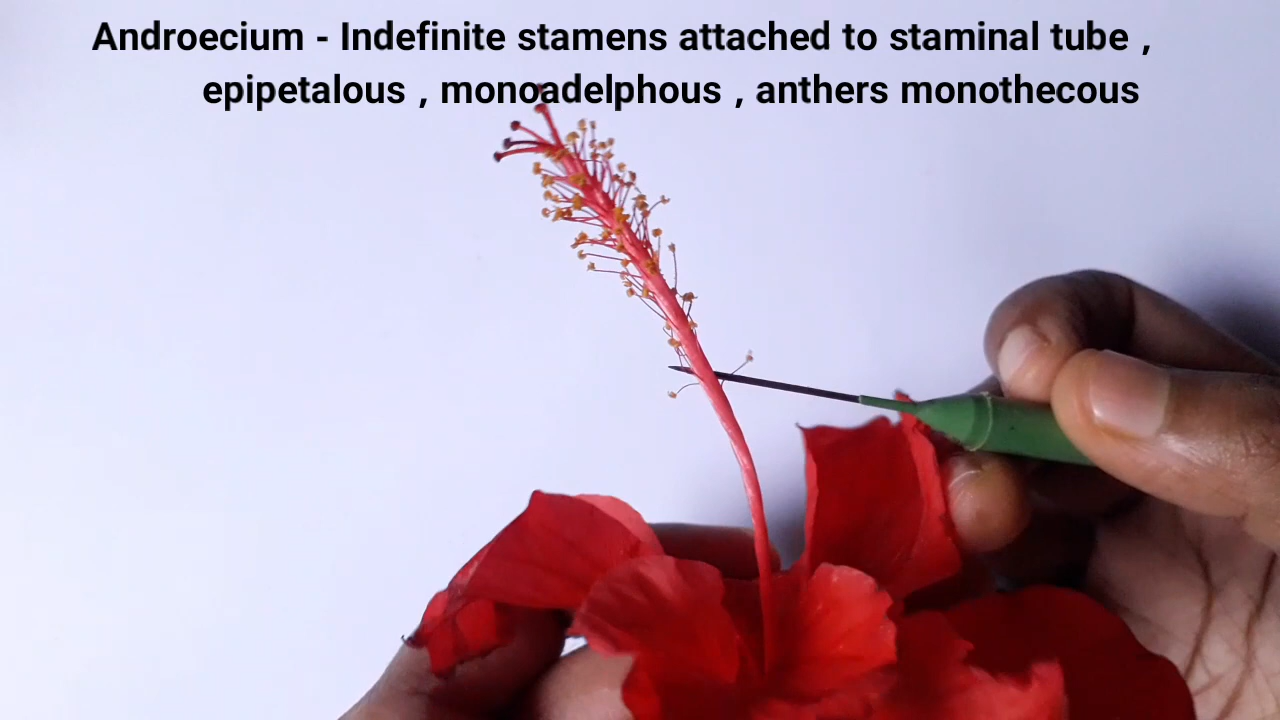 Androecium - Indefinite stamens attached to staminal tube ,
epipetalous , monoadelphous , anthers monothecous